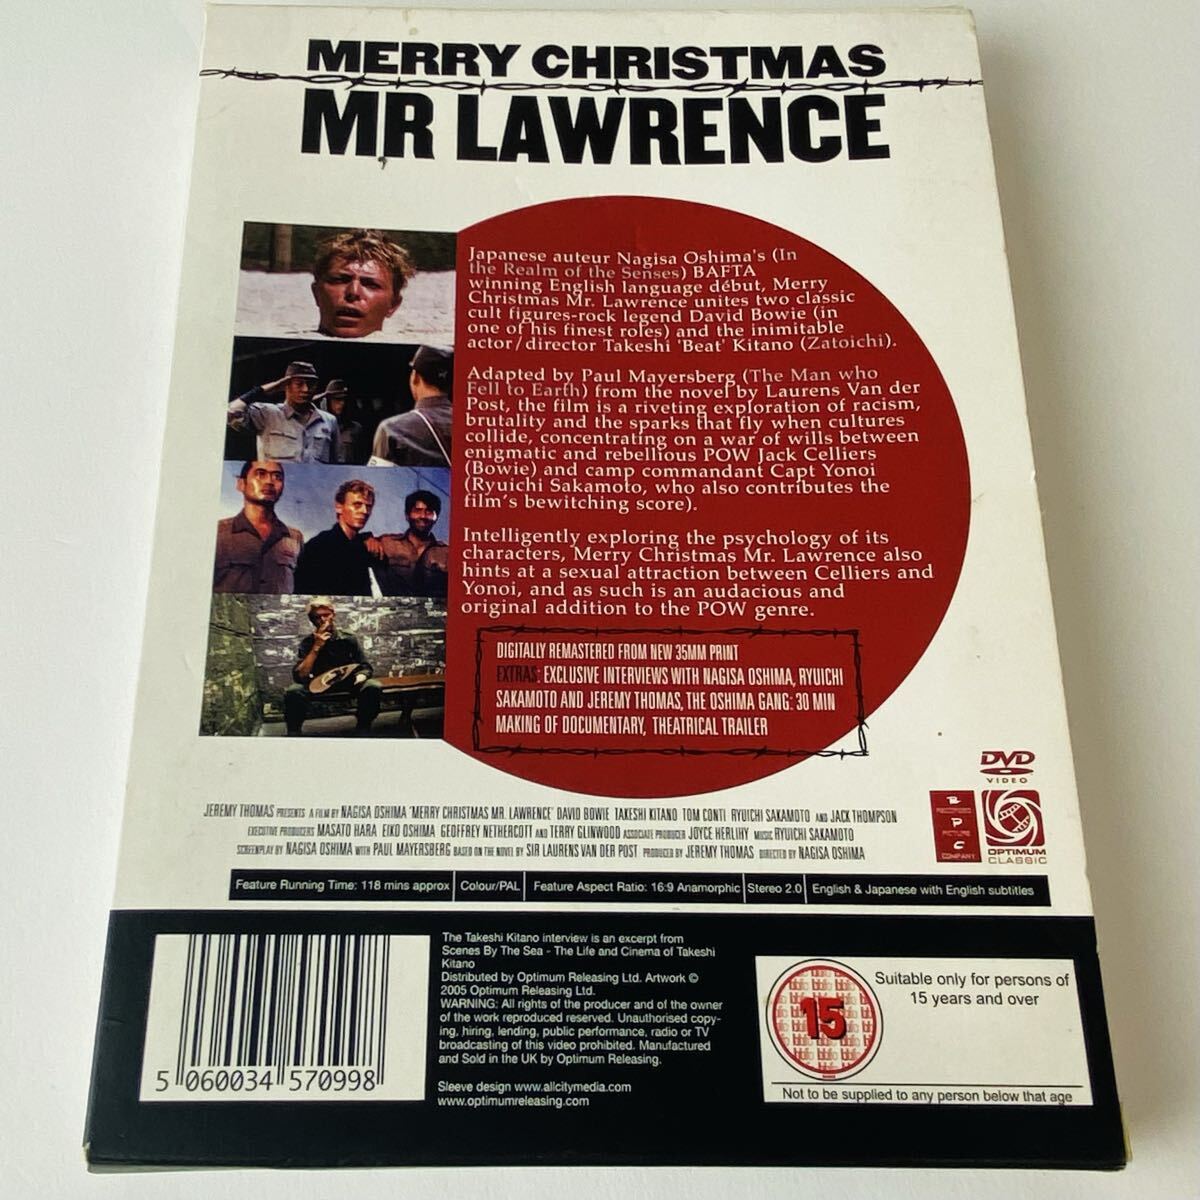 MERRY CHRISTMAS
MR LAWRENCE
Japanese auteur Nagisa Oshima's (In
the Realm of the Senses) BAFTA
winning English language début, Merry
Christmas Mr. Lawrence unites two classic
cult figures-rock legend David Bowie (in
one of his finest roles) and the inimitable
actor/director Takeshi 'Beat' Kitano (Zatoichi).
Adapted by Paul Mayersberg (The Man who
Fell to Earth) from the novel by Laurens Van der
Post, the film is a riveting exploration of racism,
brutality and the sparks that fly when cultures
collide, concentrating on a war of wills between
enigmatic and rebellious POW Jack Celliers
(Bowie) and camp commandant Capt Yonoi
(Ryuichi Sakamoto, who also contributes the
film's bewitching score).
Intelligently exploring the psychology of its
characters, Merry Christmas Mr. Lawrence also
hints at a sexual attraction between Celliers and
Yonoi, and as such is an audacious and
original addition to the POW genre.
DIGITALLY REMASTERED FROM NEW 35MM PRINT
EXTRAS: EXCLUSIVE INTERVIEWS WITH NAGISA OSHIMA, RYUICHI
SAKAMOTO AND JEREMY THOMAS, THE OSHIMA GANG: 30 MIN
MAKING OF DOCUMENTARY, THEATRICAL TRAILER
JEREMY THOMAS PRESENTS A FILM BY NAGISA OSHIMA 'MERRY CHRISTMAS MR. LAWRENCE' DAVID BOWIE TAKESHI KITANO TOM CONTI RYUICHI SAKAMOTO AND JACK THOMPSON
EXECUTIVE PRODUCERS MASATO HARA EIKO OSHIMA GEOFFREY NETHERCOTT AND TERRY GLINWOOD ASSOCIATE PRODUCER JOYCE HERLIHY MUSIC RYUICHI SAKAMOTO
SCREENPLAY BY NAGISA OSHIMA WITH PAUL MAYERSBERG BASED ON THE NOVEL BY SIR LAURENS VAN DER POST PRODUCED BY JEREMY THOMAS DIRECTED BY NAGISA OSHIMA
DVD
VIDEO
R
RECORDED
P
PICTURE
C
COMPANY
OPTIMUM
CLASSIC
Feature Running Time: 118 mins approx Colour/PAL Feature Aspect Ratio: 16:9 Anamorphic Stereo 2.0 English & Japanese with English subtitles
The Takeshi Kitano interview is an excerpt from
Scenes By The Sea - The Life and Cinema of Takeshi
Kitano
Distributed by Optimum Releasing Ltd. Artwork ©
2005 Optimum Releasing Ltd.
WARNING: All rights of the producer and of the owner
of the work reproduced reserved. Unauthorised copy-
ing, hiring, lending, public performance, radio or TV
broadcasting of this video prohibited. Manufactured
and Sold in the UK by Optimum Releasing.
Sleeve design www.allcitymedia.com
www.optimumreleasing.com
5 060034 570998
15
Suitable only for persons of
15 years and over
Not to be supplied to any person below that age